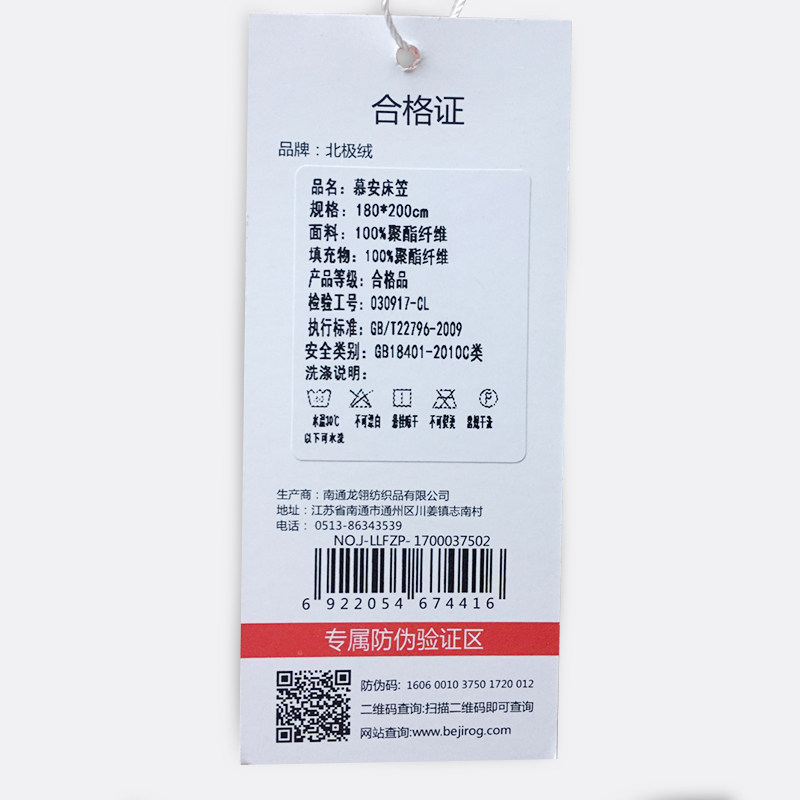 合格证
品牌：北极绒
品名：慕安床笠
规格：180*200cm
面料：100%聚酯纤维
填充物：100%聚酯纤维
产品等级：合格品
检验工号：030917-CL
执行标准：GB/T22796-2009
安全类别：GB18401-2010C类
洗涤说明：
P
水温30℃ 不可漂白 悬挂晾干 不可熨烫 常规干洗
以下可水洗
生产商：南通龙翎纺织品有限公司
地址：江苏省南通市通州区川姜镇志南村
电话： 0513-86343539
NO.J-LLFZP-1700037502
6 922054 674416
专属防伪验证区
防伪码: 1606 0010 3750 1720 012
二维码查询:扫描二维码即可查询
网站查询:www.bejirog.com